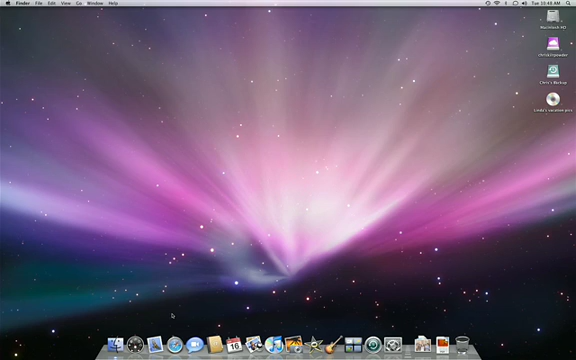 Finder File Edit View Go Window Help
Tue 10:48 AM
Macintosh HD
Chris's Backup
Linda's vacation pics